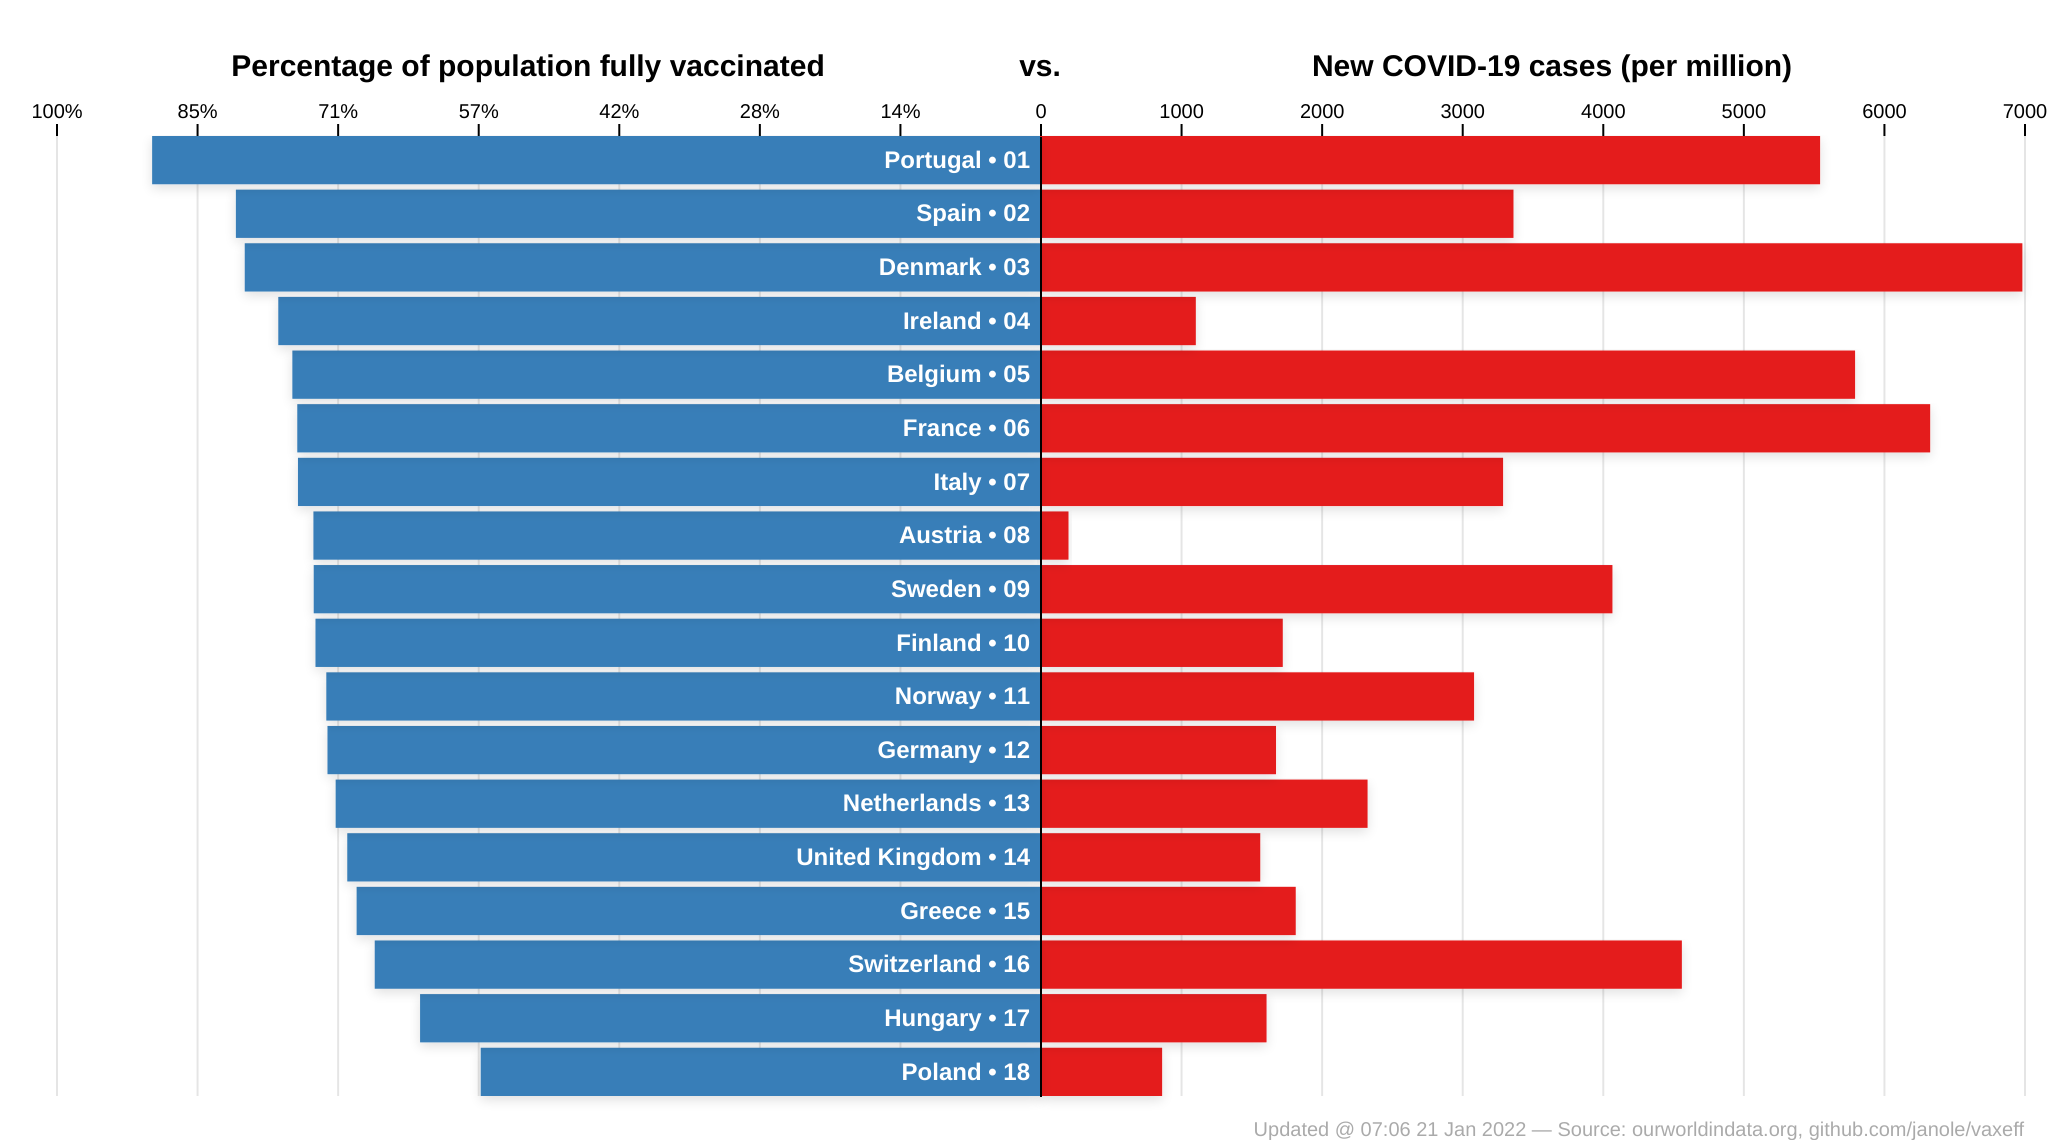 Percentage of population fully vaccinated vs. New COVID-19 cases (per million)
100% 85% 71% 57% 42% 28% 14% 0 1000 2000 3000 4000 5000 6000 7000
Portugal • 01
Spain • 02
Denmark • 03
Ireland • 04
Belgium • 05
France • 06
Italy • 07
Austria • 08
Sweden • 09
Finland • 10
Norway • 11
Germany • 12
Netherlands • 13
United Kingdom • 14
Greece • 15
Switzerland • 16
Hungary • 17
Poland • 18
Updated @ 07:06 21 Jan 2022 — Source: ourworldindata.org, github.com/janole/vaxeff